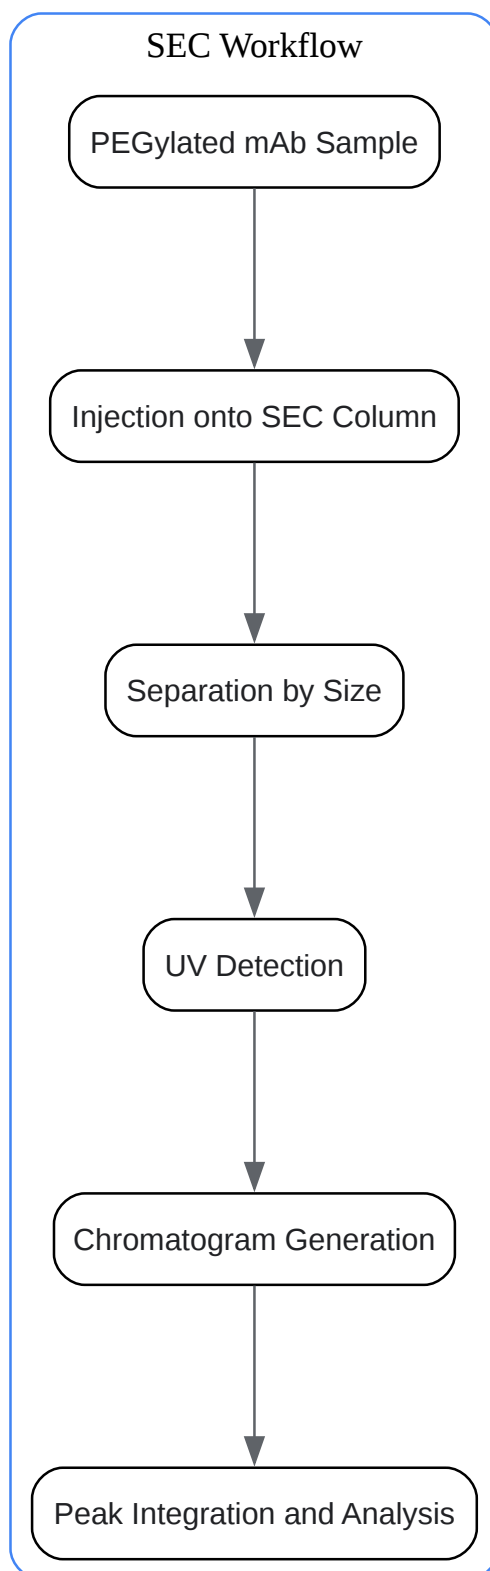 SEC Workflow
PEGylated mAb Sample
Injection onto SEC Column
Separation by Size
UV Detection
Chromatogram Generation
Peak Integration and Analysis